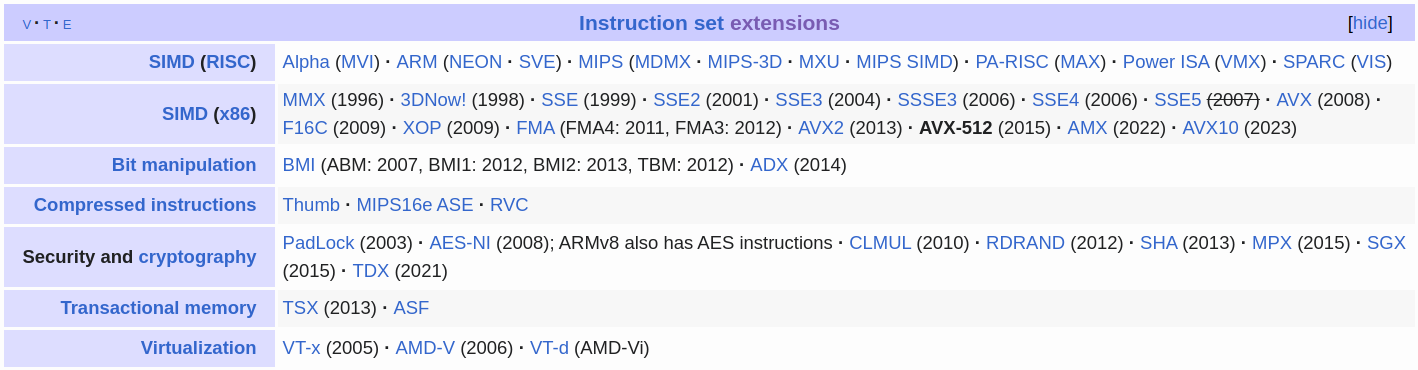 V · T · E Instruction set extensions [hide]
SIMD (RISC) Alpha (MVI) · ARM (NEON · SVE) · MIPS (MDMX · MIPS-3D · MXU · MIPS SIMD) · PA-RISC (MAX) · Power ISA (VMX) · SPARC (VIS)
SIMD (x86) MMX (1996) · 3DNow! (1998) · SSE (1999) · SSE2 (2001) · SSE3 (2004) · SSSE3 (2006) · SSE4 (2006) · SSE5 (2007) · AVX (2008) ·
F16C (2009) · XOP (2009) · FMA (FMA4: 2011, FMA3: 2012) · AVX2 (2013) · AVX-512 (2015) · AMX (2022) · AVX10 (2023)
Bit manipulation BMI (ABM: 2007, BMI1: 2012, BMI2: 2013, TBM: 2012) · ADX (2014)
Compressed instructions Thumb · MIPS16e ASE · RVC
Security and cryptography PadLock (2003) · AES-NI (2008); ARMv8 also has AES instructions · CLMUL (2010) · RDRAND (2012) · SHA (2013) · MPX (2015) · SGX
(2015) · TDX (2021)
Transactional memory TSX (2013) · ASF
Virtualization VT-x (2005) · AMD-V (2006) · VT-d (AMD-Vi)